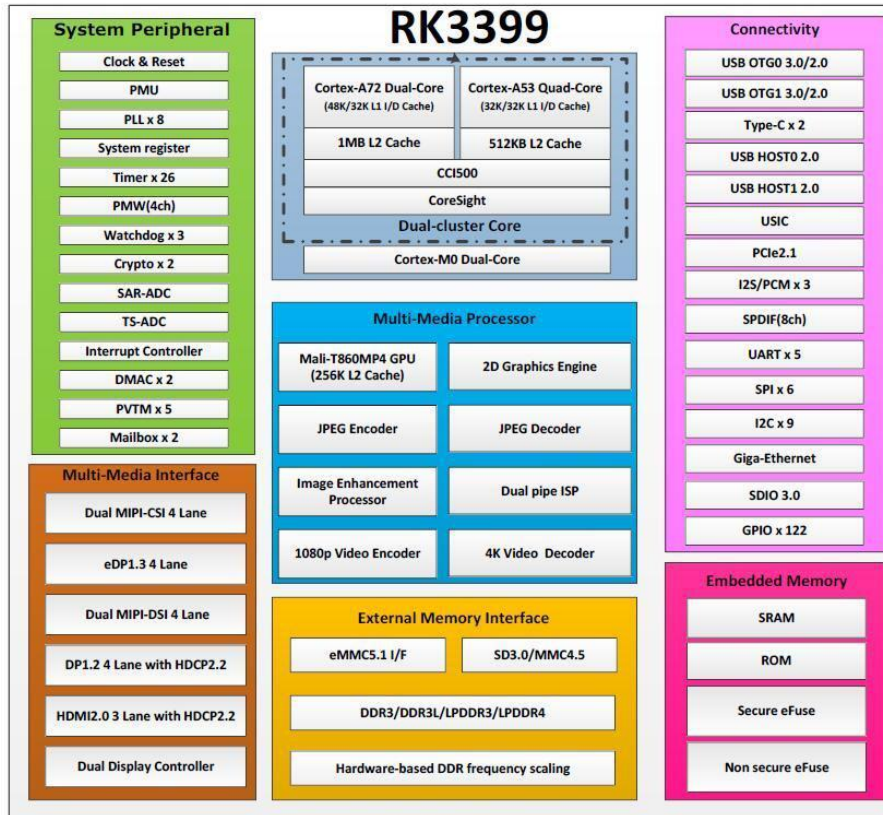 RK3399
System Peripheral
Clock & Reset
PMU
PLL x 8
System register
Timer x 26
PMW(4ch)
Watchdog x 3
Crypto x 2
SAR-ADC
TS-ADC
Interrupt Controller
DMAC x 2
PVTM x 5
Mailbox x 2
Multi-Media Interface
Dual MIPI-CSI 4 Lane
eDP1.3 4 Lane
Dual MIPI-DSI 4 Lane
DP1.2 4 Lane with HDCP2.2
HDMI2.0 3 Lane with HDCP2.2
Dual Display Controller
Cortex-A72 Dual-Core
(48K/32K L1 I/D Cache)
Cortex-A53 Quad-Core
(32K/32K L1 I/D Cache)
1MB L2 Cache
512KB L2 Cache
CCI500
CoreSight
Dual-cluster Core
Cortex-M0 Dual-Core
Multi-Media Processor
Mali-T860MP4 GPU
(256K L2 Cache)
2D Graphics Engine
JPEG Encoder
JPEG Decoder
Image Enhancement
Processor
Dual pipe ISP
1080p Video Encoder
4K Video Decoder
External Memory Interface
eMMC5.1 I/F
SD3.0/MMC4.5
DDR3/DDR3L/LPDDR3/LPDDR4
Hardware-based DDR frequency scaling
Connectivity
USB OTG0 3.0/2.0
USB OTG1 3.0/2.0
Type-C x 2
USB HOST0 2.0
USB HOST1 2.0
USIC
PCIe2.1
I2S/PCM x 3
SPDIF(8ch)
UART x 5
SPI x 6
I2C x 9
Giga-Ethernet
SDIO 3.0
GPIO x 122
Embedded Memory
SRAM
ROM
Secure eFuse
Non secure eFuse